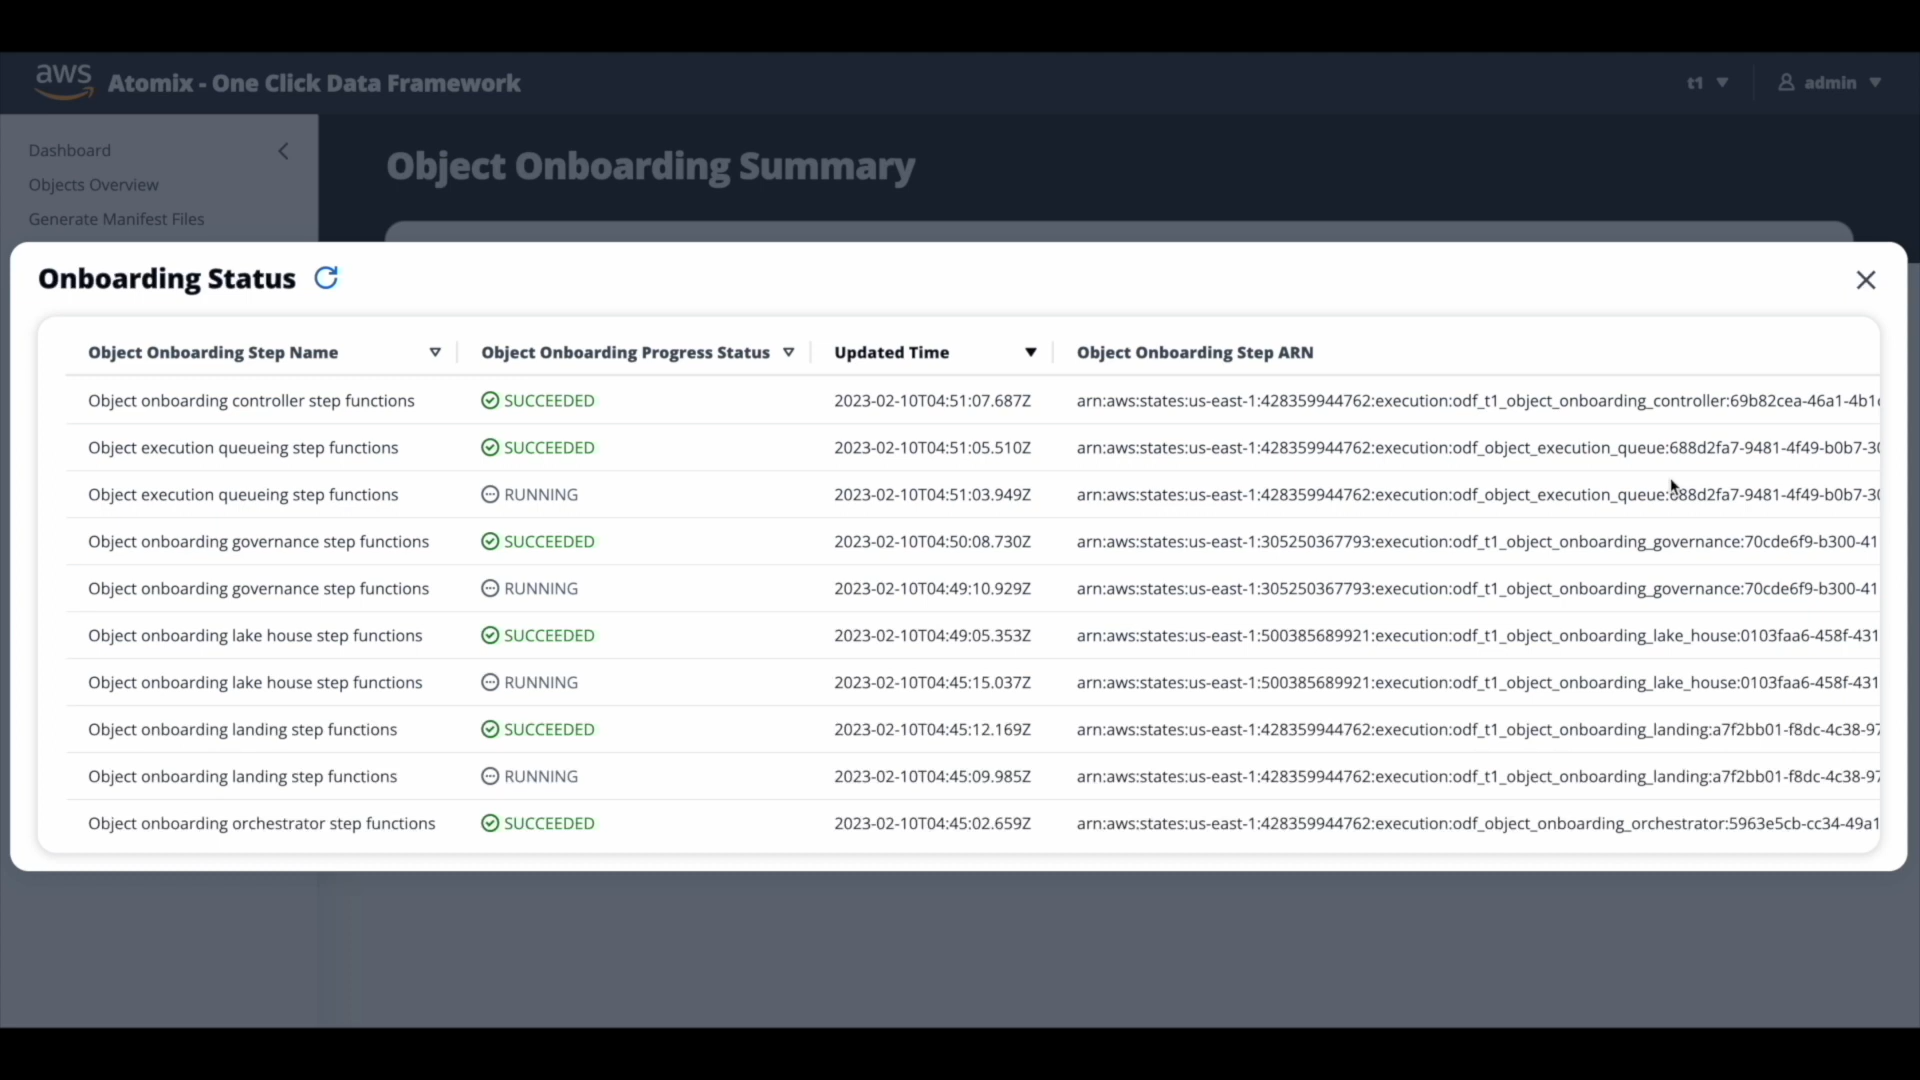 aws Atomix - One Click Data Framework t1 admin
Dashboard
Objects Overview
Generate Manifest Files
Object Onboarding Summary
Onboarding Status
Object Onboarding Step Name Object Onboarding Progress Status Updated Time Object Onboarding Step ARN
Object onboarding controller step functions SUCCEEDED 2023-02-10T04:51:07.687Z arn:aws:states:us-east-1:428359944762:execution:odf_t1_object_onboarding_controller:69b82cea-46a1-4b1
Object execution queueing step functions SUCCEEDED 2023-02-10T04:51:05.510Z arn:aws:states:us-east-1:428359944762:execution:odf_object_execution_queue:688d2fa7-9481-4f49-b0b7-30
Object execution queueing step functions RUNNING 2023-02-10T04:51:03.949Z arn:aws:states:us-east-1:428359944762:execution:odf_object_execution_queue:688d2fa7-9481-4f49-b0b7-30
Object onboarding governance step functions SUCCEEDED 2023-02-10T04:50:08.730Z arn:aws:states:us-east-1:305250367793:execution:odf_t1_object_onboarding_governance:70cde6f9-b300-41
Object onboarding governance step functions RUNNING 2023-02-10T04:49:10.929Z arn:aws:states:us-east-1:305250367793:execution:odf_t1_object_onboarding_governance:70cde6f9-b300-41
Object onboarding lake house step functions SUCCEEDED 2023-02-10T04:49:05.353Z arn:aws:states:us-east-1:500385689921:execution:odf_t1_object_onboarding_lake_house:0103faa6-458f-431
Object onboarding lake house step functions RUNNING 2023-02-10T04:45:15.037Z arn:aws:states:us-east-1:500385689921:execution:odf_t1_object_onboarding_lake_house:0103faa6-458f-431
Object onboarding landing step functions SUCCEEDED 2023-02-10T04:45:12.169Z arn:aws:states:us-east-1:428359944762:execution:odf_t1_object_onboarding_landing:a7f2bb01-f8dc-4c38-97
Object onboarding landing step functions RUNNING 2023-02-10T04:45:09.985Z arn:aws:states:us-east-1:428359944762:execution:odf_t1_object_onboarding_landing:a7f2bb01-f8dc-4c38-97
Object onboarding orchestrator step functions SUCCEEDED 2023-02-10T04:45:02.659Z arn:aws:states:us-east-1:428359944762:execution:odf_object_onboarding_orchestrator:5963e5cb-cc34-49a1